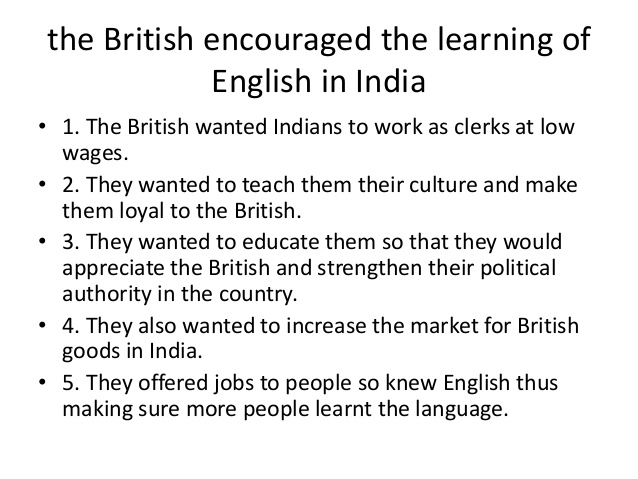 the British encouraged the learning of
English in India
• 1. The British wanted Indians to work as clerks at low
wages.
• 2. They wanted to teach them their culture and make
them loyal to the British.
• 3. They wanted to educate them so that they would
appreciate the British and strengthen their political
authority in the country.
• 4. They also wanted to increase the market for British
goods in India.
• 5. They offered jobs to people so knew English thus
making sure more people learnt the language.